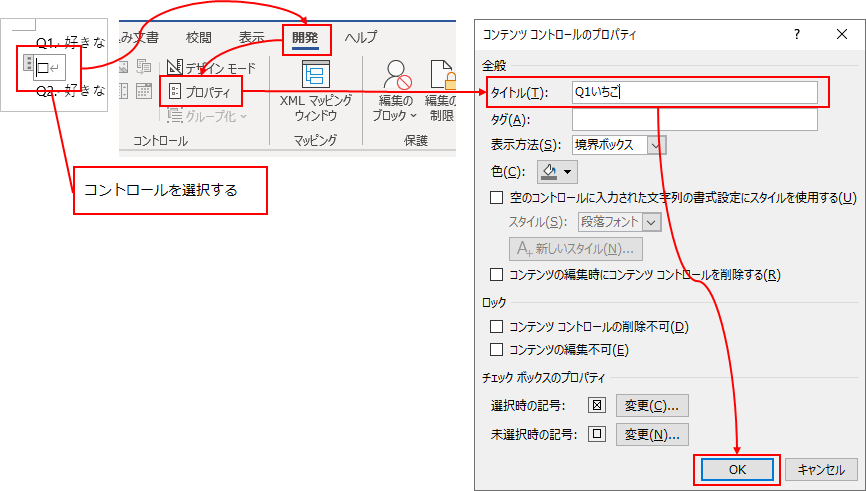 Q1. 好きな
□↵
Q2. 好きな
コントロールを選択する
込み文書 校閲 表示 開発 ヘルプ
デザイン モード
プロパティ
グループ化
コントロール
XML マッピング
ウィンドウ
マッピング
編集の
ブロック
編集の
制限
保護
コンテンツ コントロールのプロパティ ? ×
全般
タイトル(T): Q1いちご
タグ(A):
表示方法(S): 境界ボックス
色(C):
空のコントロールに入力された文字列の書式設定にスタイルを使用する(U)
スタイル(S): 段落フォント
A+ 新しいスタイル(N)...
コンテンツの編集時にコンテンツ コントロールを削除する(R)
ロック
コンテンツ コントロールの削除不可(D)
コンテンツの編集不可(E)
チェック ボックスのプロパティ
選択時の記号: ☒ 変更(C)...
未選択時の記号: □ 変更(N)...
OK キャンセル